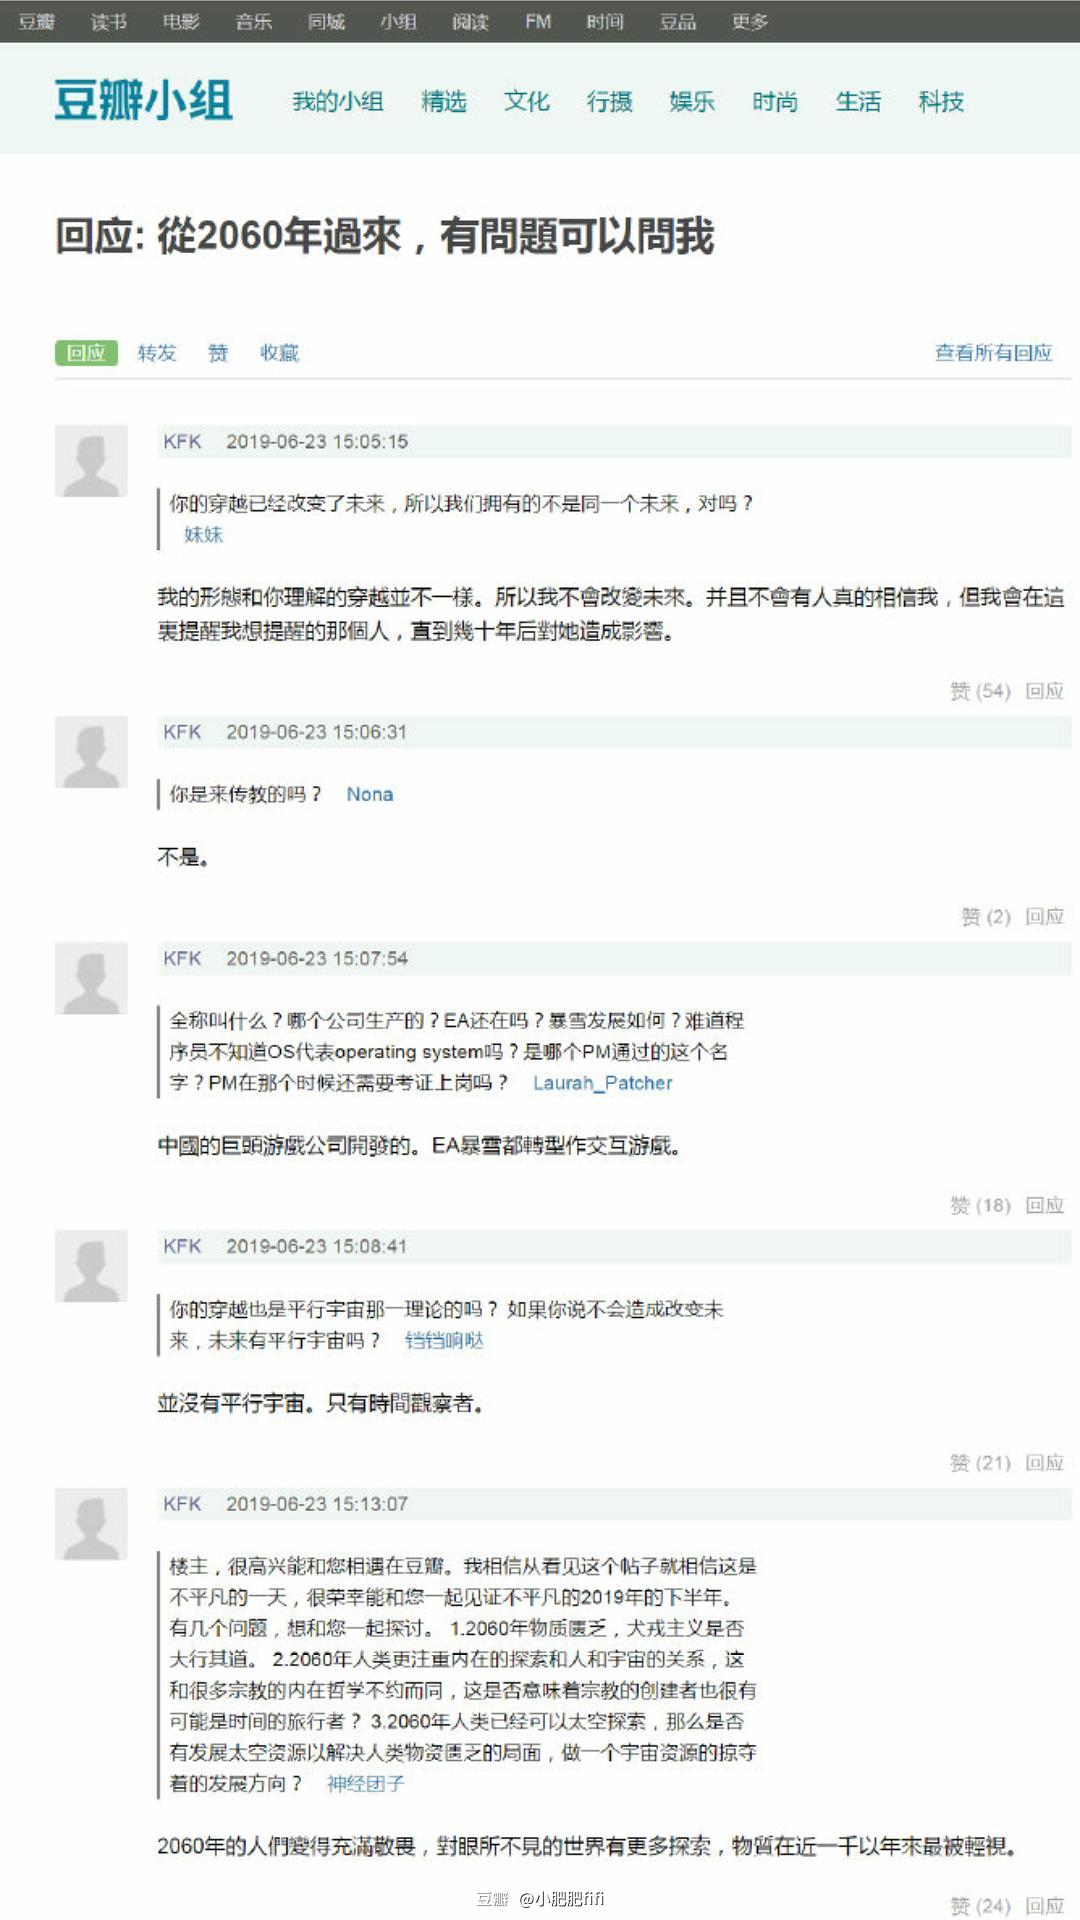 豆瓣 读书 电影 音乐 同城 小组 阅读 FM 时间 豆品 更多
豆瓣小组 我的小组 精选 文化 行摄 娱乐 时尚 生活 科技
回应: 從2060年過來，有問題可以問我
回应 转发 赞 收藏 查看所有回应
KFK 2019-06-23 15:05:15
你的穿越已经改变了未来，所以我们拥有的不是同一个未来，对吗？
妹妹
我的形態和你理解的穿越並不一樣。所以我不會改變未來。并且不會有人真的相信我，但我會在這
裏提醒我想提醒的那個人，直到幾十年后對她造成影響。
赞 (54) 回应
KFK 2019-06-23 15:06:31
你是来传教的吗？ Nona
不是。
赞 (2) 回应
KFK 2019-06-23 15:07:54
全称叫什么？哪个公司生产的？EA还在吗？暴雪发展如何？难道程
序员不知道OS代表operating system吗？是哪个PM通过的这个名
字？PM在那个时候还需要考证上岗吗？ Laurah_Patcher
中國的巨頭游戲公司開發的。EA暴雪都轉型作交互游戲。
赞 (18) 回应
KFK 2019-06-23 15:08:41
你的穿越也是平行宇宙那一理论的吗？ 如果你说不会造成改变未
来，未来有平行宇宙吗？ 铛铛响哒
並沒有平行宇宙。只有時間觀察者。
赞 (21) 回应
KFK 2019-06-23 15:13:07
楼主，很高兴能和您相遇在豆瓣。我相信从看见这个帖子就相信这是
不平凡的一天，很荣幸能和您一起见证不平凡的2019年的下半年。
有几个问题，想和您一起探讨。 1.2060年物质匮乏，犬戎主义是否
大行其道。 2.2060年人类更注重内在的探索和人和宇宙的关系，这
和很多宗教的内在哲学不约而同，这是否意味着宗教的创建者也很有
可能是时间的旅行者？ 3.2060年人类已经可以太空探索，那么是否
有发展太空资源以解决人类物资匮乏的局面，做一个宇宙资源的掠夺
着的发展方向？ 神经团子
2060年的人們變得充滿敬畏，對眼所不見的世界有更多探索，物質在近一千以年來最被輕視。
赞 (24) 回应
豆瓣 @小肥肥fifi